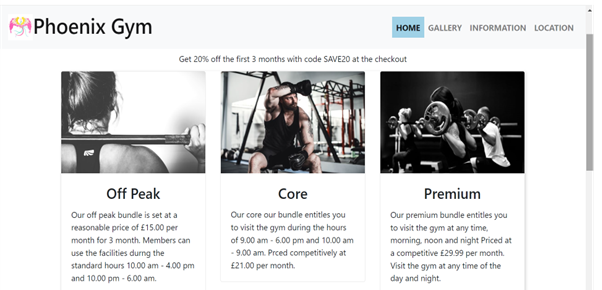 Phoenix Gym
HOME GALLERY INFORMATION LOCATION
Get 20% off the first 3 months with code SAVE20 at the checkout
Off Peak
Our off peak bundle is set at a
reasonable price of £15.00 per
month for 3 month. Members can
use the facilities durng the
standard hours 10.00 am - 4.00 pm
and 10.00 pm - 6.00 am.
Core
Our core our bundle entitles you
to visit the gym during the hours
of 9.00 am - 6.00 pm and 10.00 am
- 9.00 am. Prced competitively at
£21.00 per month.
Premium
Our premium bundle entitles you
to visit the gym at any time,
morning, noon and night Priced at
a competitive £29.99 per month.
Visit the gym at any time of the
day and night.